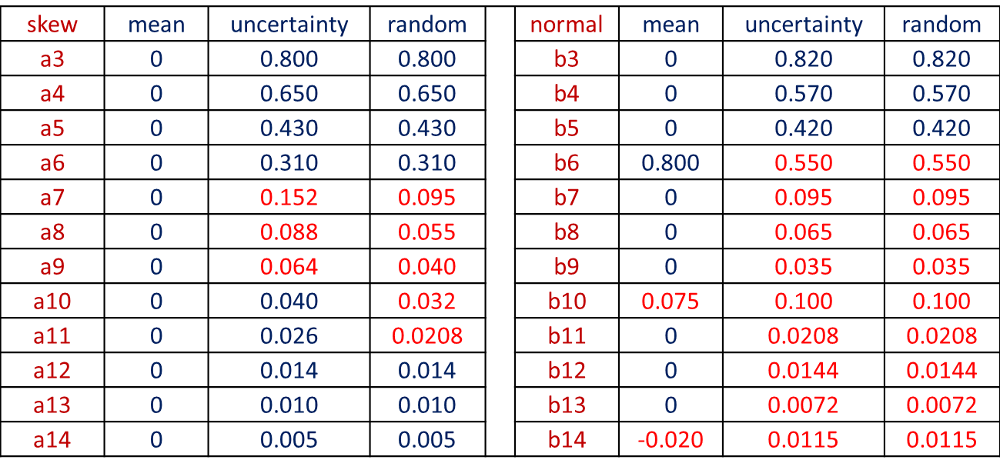 skew mean uncertainty random normal mean uncertainty random
a3 0 0.800 0.800 b3 0 0.820 0.820
a4 0 0.650 0.650 b4 0 0.570 0.570
a5 0 0.430 0.430 b5 0 0.420 0.420
a6 0 0.310 0.310 b6 0.800 0.550 0.550
a7 0 0.152 0.095 b7 0 0.095 0.095
a8 0 0.088 0.055 b8 0 0.065 0.065
a9 0 0.064 0.040 b9 0 0.035 0.035
a10 0 0.040 0.032 b10 0.075 0.100 0.100
a11 0 0.026 0.0208 b11 0 0.0208 0.0208
a12 0 0.014 0.014 b12 0 0.0144 0.0144
a13 0 0.010 0.010 b13 0 0.0072 0.0072
a14 0 0.005 0.005 b14 -0.020 0.0115 0.0115